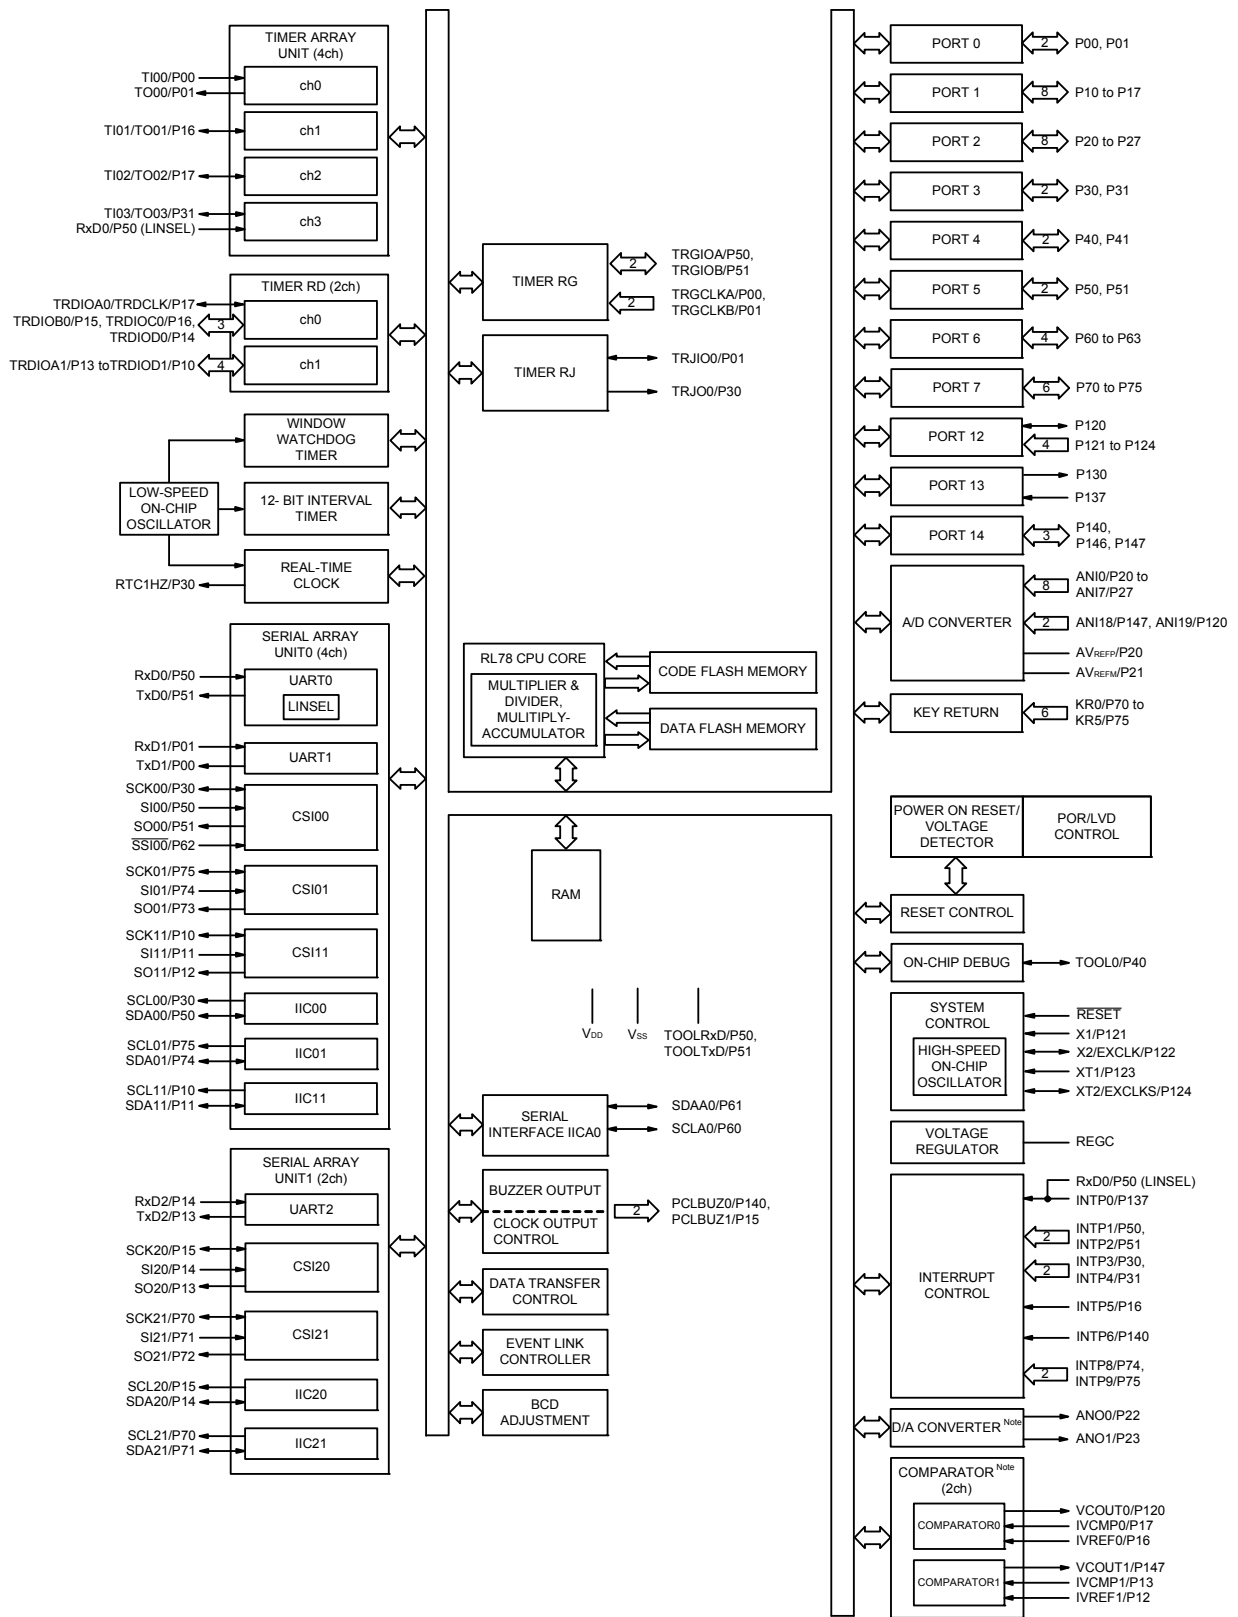 TIMER ARRAY
UNIT (4ch)
TI00/P00
TO00/P01
ch0
TI01/TO01/P16
ch1
TI02/TO02/P17
ch2
TI03/TO03/P31
RxD0/P50 (LINSEL)
ch3
TIMER RD (2ch)
TRDIOA0/TRDCLK/P17
TRDIOB0/P15, TRDIOC0/P16,
TRDIOD0/P14
3
ch0
TRDIOA1/P13 toTRDIOD1/P10
4
ch1
WINDOW
WATCHDOG
TIMER
LOW-SPEED
ON-CHIP
OSCILLATOR
12- BIT INTERVAL
TIMER
REAL-TIME
CLOCK
RTC1HZ/P30
SERIAL ARRAY
UNIT0 (4ch)
RxD0/P50
TxD0/P51
UART0
LINSEL
RxD1/P01
TxD1/P00
UART1
SCK00/P30
SI00/P50
SO00/P51
SSI00/P62
CSI00
SCK01/P75
SI01/P74
SO01/P73
CSI01
SCK11/P10
SI11/P11
SO11/P12
CSI11
SCL00/P30
SDA00/P50
IIC00
SCL01/P75
SDA01/P74
IIC01
SCL11/P10
SDA11/P11
IIC11
SERIAL ARRAY
UNIT1 (2ch)
RxD2/P14
TxD2/P13
UART2
SCK20/P15
SI20/P14
SO20/P13
CSI20
SCK21/P70
SI21/P71
SO21/P72
CSI21
SCL20/P15
SDA20/P14
IIC20
SCL21/P70
SDA21/P71
IIC21
TIMER RG
2
TRGIOA/P50,
TRGIOB/P51
2
TRGCLKA/P00,
TRGCLKB/P01
TIMER RJ
TRJIO0/P01
TRJO0/P30
RL78 CPU CORE
MULTIPLIER &
DIVIDER,
MULITIPLY-
ACCUMULATOR
CODE FLASH MEMORY
DATA FLASH MEMORY
RAM
VDD
VSS
TOOLRxD/P50,
TOOLTxD/P51
SERIAL
INTERFACE IICA0
SDAA0/P61
SCLA0/P60
BUZZER OUTPUT
CLOCK OUTPUT
CONTROL
2
PCLBUZ0/P140,
PCLBUZ1/P15
DATA TRANSFER
CONTROL
EVENT LINK
CONTROLLER
BCD
ADJUSTMENT
PORT 0
2
P00, P01
PORT 1
8
P10 to P17
PORT 2
8
P20 to P27
PORT 3
2
P30, P31
PORT 4
2
P40, P41
PORT 5
2
P50, P51
PORT 6
4
P60 to P63
PORT 7
6
P70 to P75
PORT 12
P120
4
P121 to P124
PORT 13
P130
P137
PORT 14
3
P140,
P146, P147
A/D CONVERTER
8
ANI0/P20 to
ANI7/P27
2
ANI18/P147, ANI19/P120
AVREFP/P20
AVREFM/P21
KEY RETURN
6
KR0/P70 to
KR5/P75
POWER ON RESET/
VOLTAGE
DETECTOR
POR/LVD
CONTROL
RESET CONTROL
ON-CHIP DEBUG
TOOL0/P40
SYSTEM
CONTROL
HIGH-SPEED
ON-CHIP
OSCILLATOR
RESET
X1/P121
X2/EXCLK/P122
XT1/P123
XT2/EXCLKS/P124
VOLTAGE
REGULATOR
REGC
INTERRUPT
CONTROL
RxD0/P50 (LINSEL)
INTP0/P137
2
INTP1/P50,
INTP2/P51
2
INTP3/P30,
INTP4/P31
INTP5/P16
INTP6/P140
2
INTP8/P74,
INTP9/P75
D/A CONVERTER Note
ANO0/P22
ANO1/P23
COMPARATOR Note
(2ch)
COMPARATOR0
VCOUT0/P120
IVCMP0/P17
IVREF0/P16
COMPARATOR1
VCOUT1/P147
IVCMP1/P13
IVREF1/P12